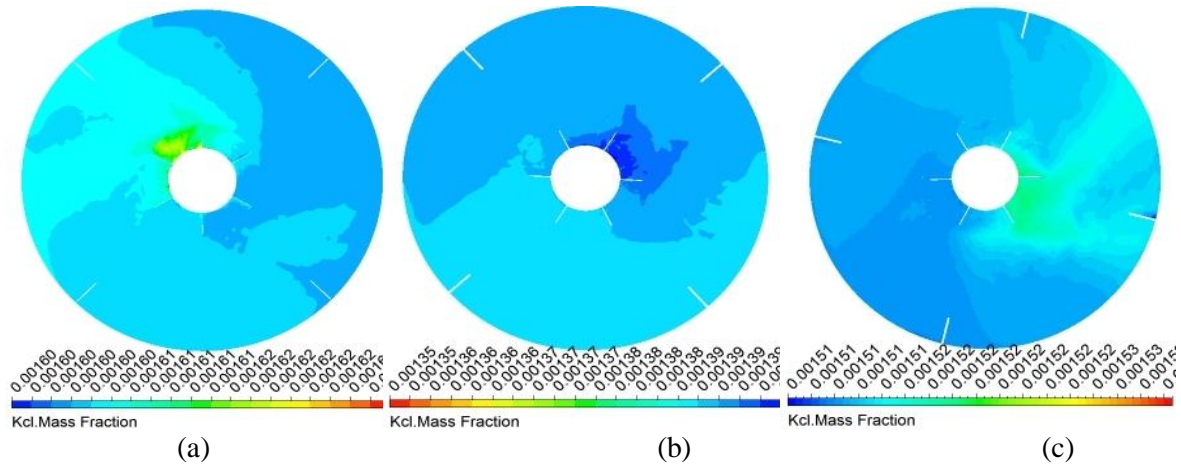 0.00160 0.00160 0.00160 0.00160 0.00160 0.00161 0.00161 0.00161 0.00161 0.00162 0.00162 0.00162 0.00162
Kcl.Mass Fraction
(a)
0.00135 0.00135 0.00136 0.00136 0.00136 0.00137 0.00137 0.00137 0.00138 0.00138 0.00138 0.00139 0.00139 0.00139
Kcl.Mass Fraction
(b)
0.00151 0.00151 0.00151 0.00151 0.00152 0.00152 0.00152 0.00152 0.00152 0.00152 0.00152 0.00153 0.00153
Kcl.Mass Fraction
(c)